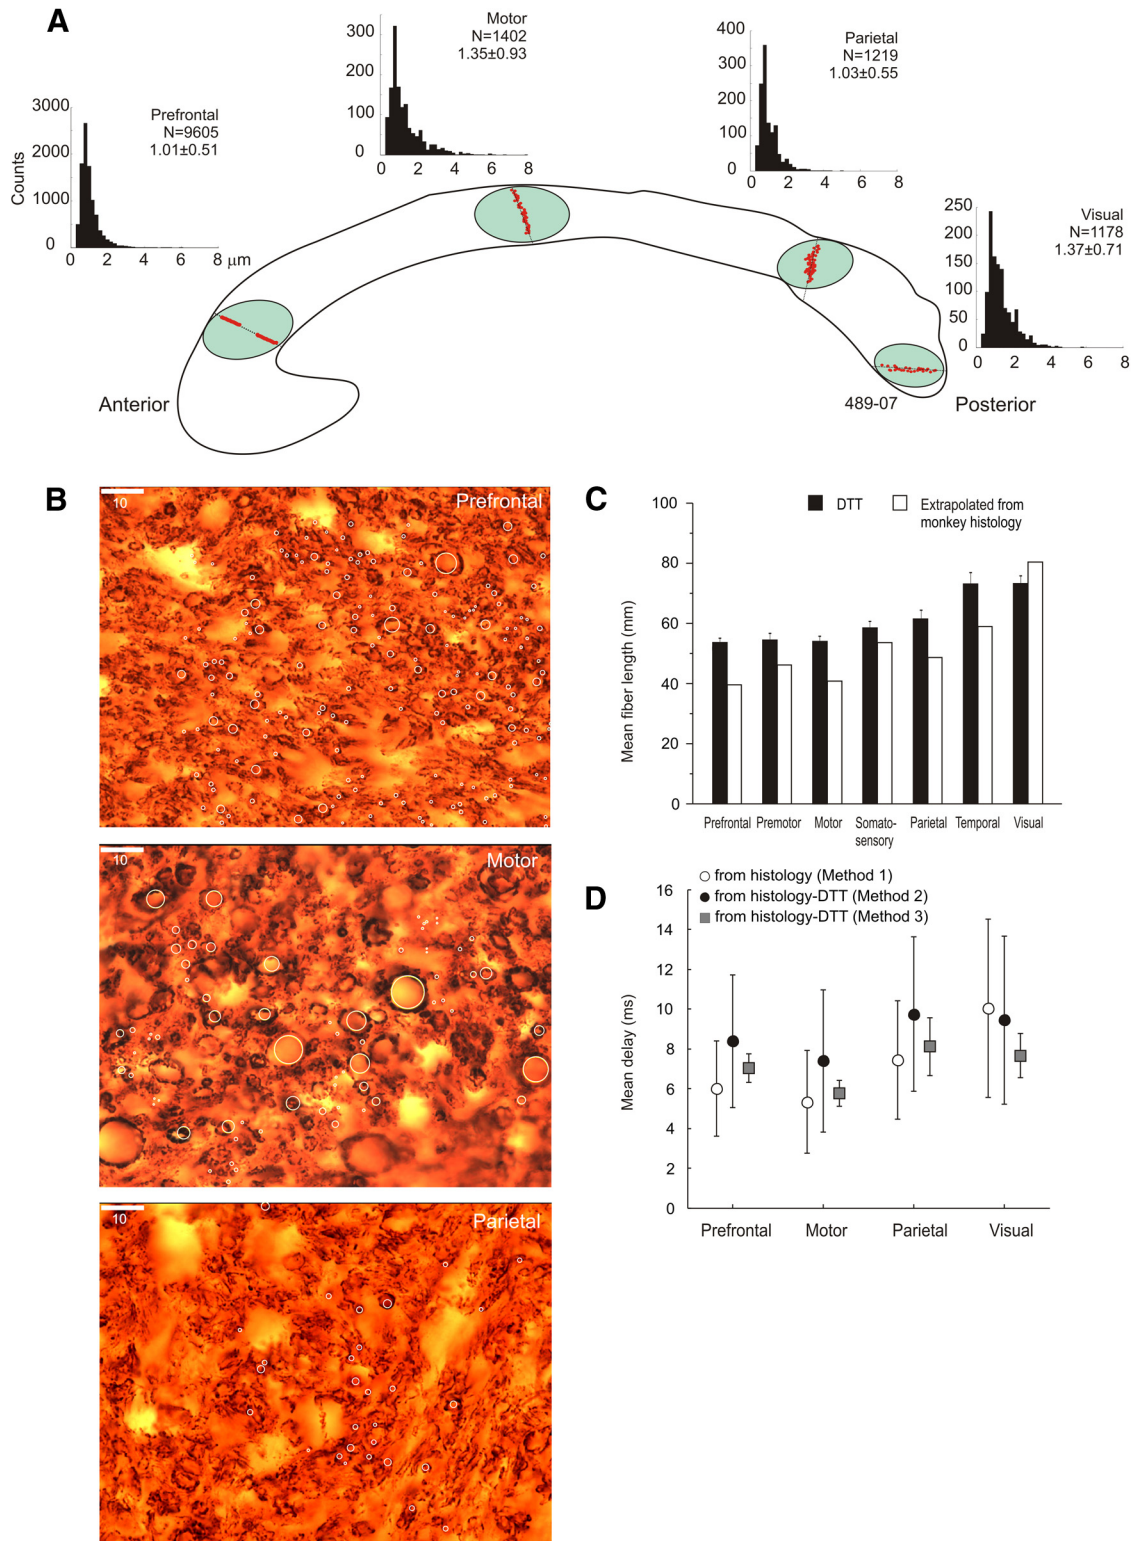 A
Motor
N=1402
1.35±0.93
300
200
100
0
0 2 4 6 8
Parietal
N=1219
1.03±0.55
400
300
200
100
0
0 2 4 6 8
Prefrontal
N=9605
1.01±0.51
Counts
3000
2000
1000
0
0 2 4 6 8 µm
Visual
N=1178
1.37±0.71
250
200
150
100
50
0
0 2 4 6 8
Anterior
489-07
Posterior
B
10
Prefrontal
10
Motor
10
Parietal
C
DTT
Extrapolated from
monkey histology
Mean fiber length (mm)
100
80
60
40
20
0
Prefrontal Premotor Motor Somato-
sensory Parietal Temporal Visual
D
from histology (Method 1)
from histology-DTT (Method 2)
from histology-DTT (Method 3)
Mean delay (ms)
16
14
12
10
8
6
4
2
0
Prefrontal Motor Parietal Visual